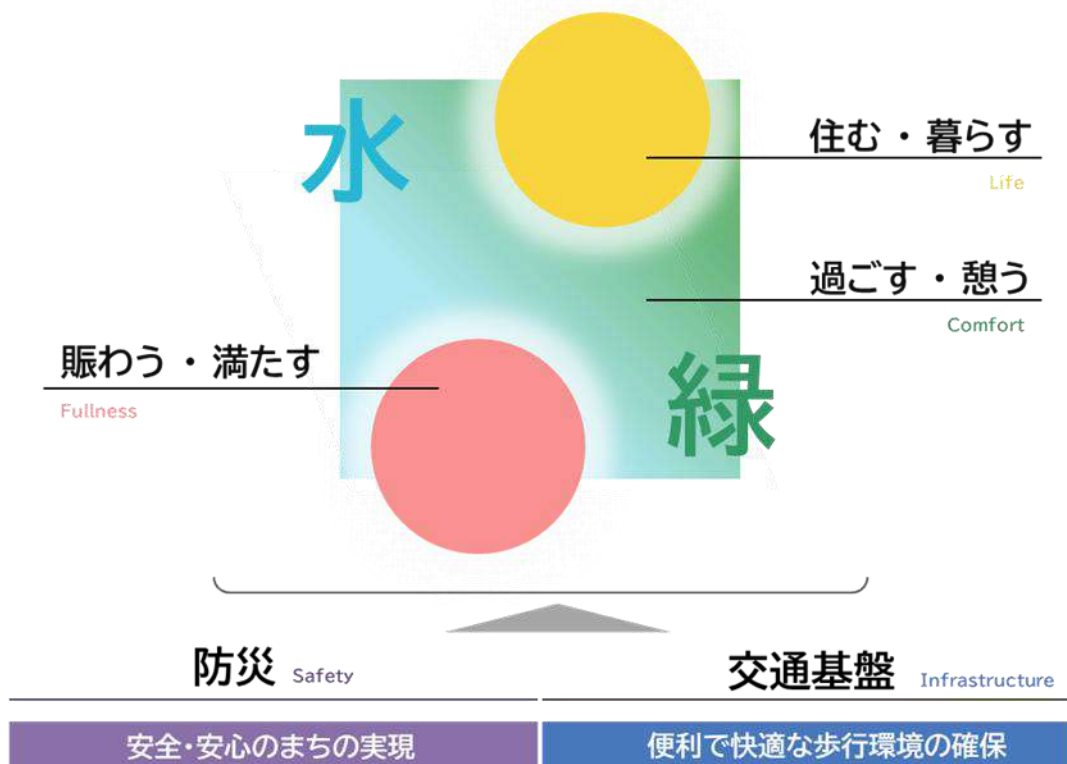 水
住む・暮らす
Life
過ごす・憩う
Comfort
賑わう・満たす
Fullness
緑
防災 Safety
交通基盤 Infrastructure
安全・安心のまちの実現
便利で快適な歩行環境の確保